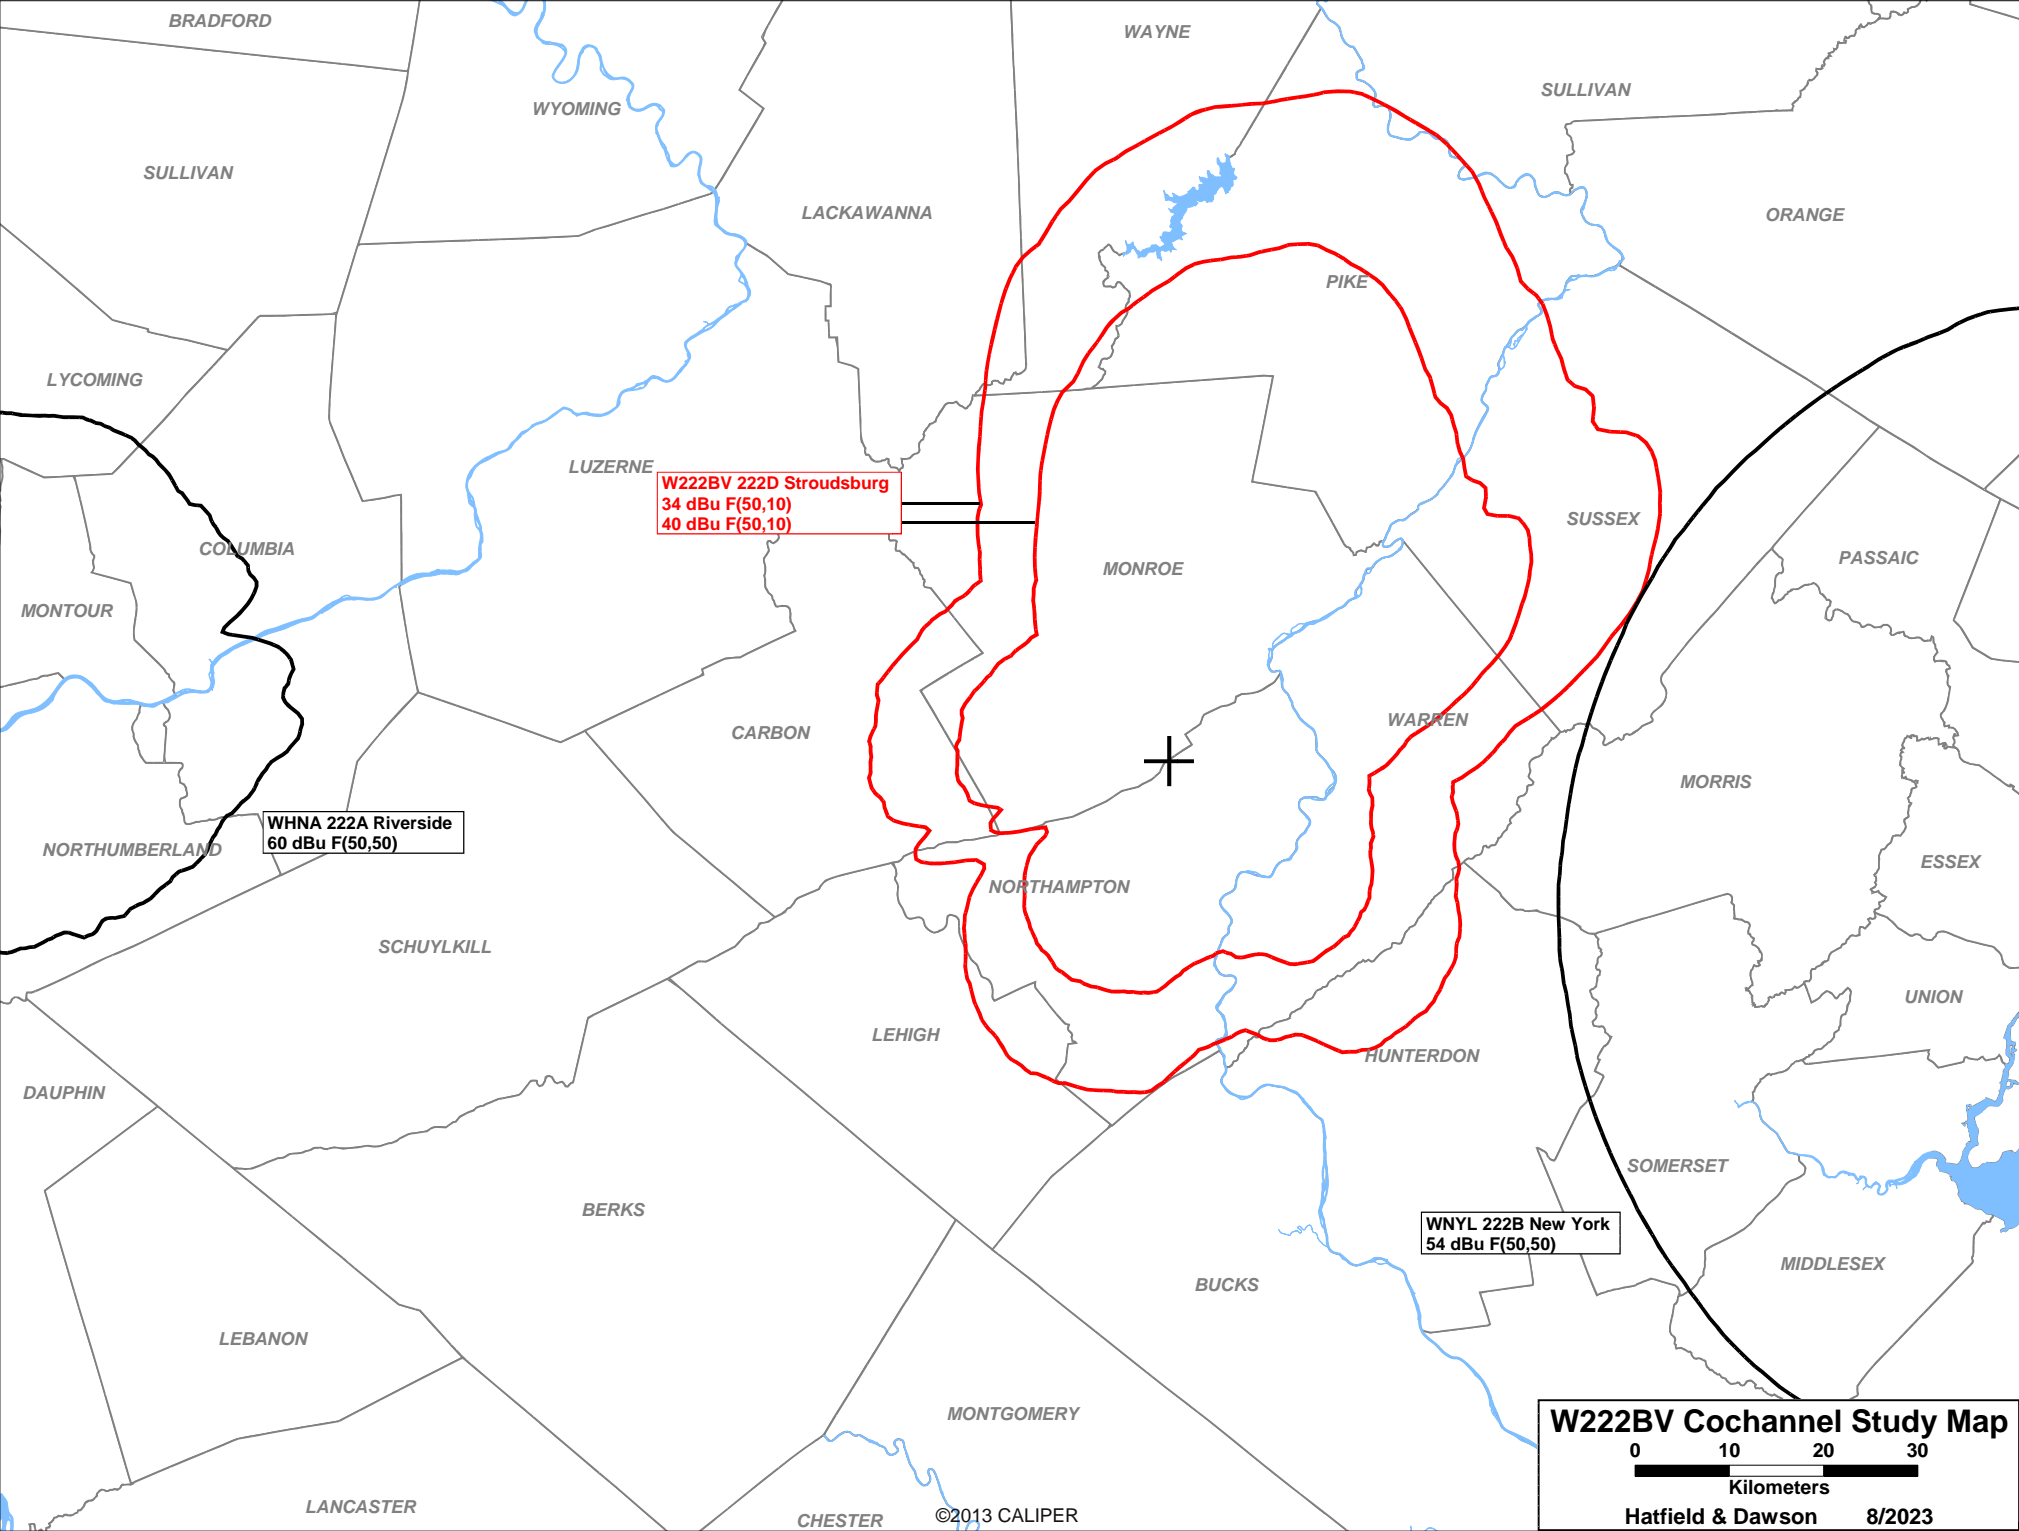 BRADFORD
WAYNE
SULLIVAN
WYOMING
SULLIVAN
LACKAWANNA
ORANGE
PIKE
LYCOMING
LUZERNE
W222BV 222D Stroudsburg
34 dBu F(50,10)
40 dBu F(50,10)
SUSSEX
COLUMBIA
PASSAIC
MONROE
MONTOUR
CARBON
WARREN
MORRIS
WHNA 222A Riverside
60 dBu F(50,50)
NORTHUMBERLAND
ESSEX
NORTHAMPTON
SCHUYLKILL
UNION
LEHIGH
HUNTERDON
DAUPHIN
SOMERSET
BERKS
WNYL 222B New York
54 dBu F(50,50)
MIDDLESEX
BUCKS
LEBANON
MONTGOMERY
LANCASTER
CHESTER
©2013 CALIPER
W222BV Cochannel Study Map
0 10 20 30
Kilometers
Hatfield & Dawson 8/2023